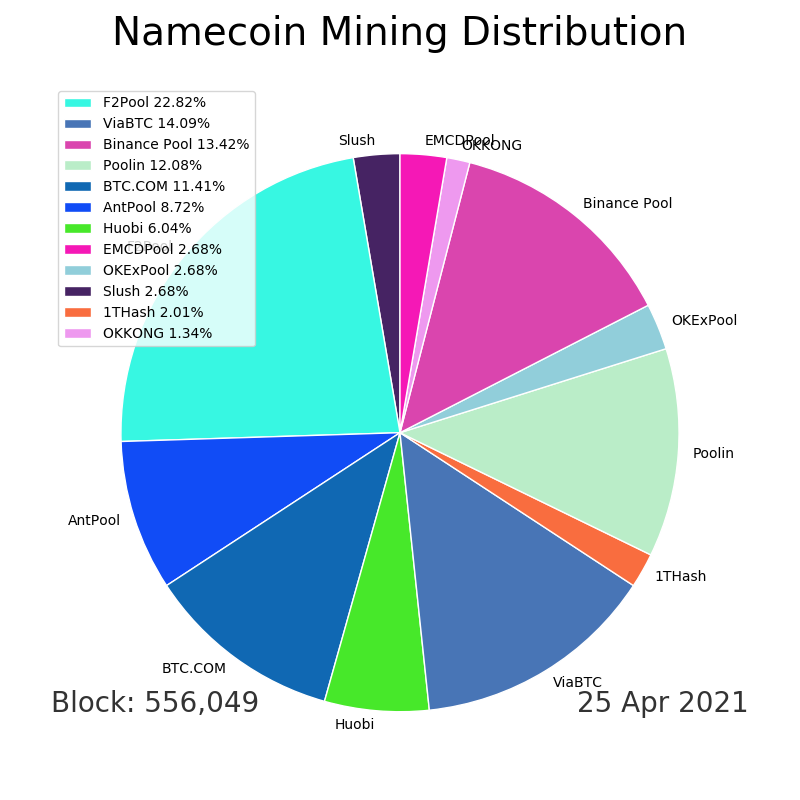 Namecoin Mining Distribution
F2Pool 22.82%
ViaBTC 14.09%
Binance Pool 13.42%
Poolin 12.08%
BTC.COM 11.41%
AntPool 8.72%
Huobi 6.04%
EMCDPool 2.68%
OKExPool 2.68%
Slush 2.68%
1THash 2.01%
OKKONG 1.34%
Slush
EMCDPool
OKKONG
Binance Pool
F2Pool
OKExPool
Poolin
AntPool
1THash
BTC.COM
ViaBTC
Huobi
Block: 556,049
25 Apr 2021